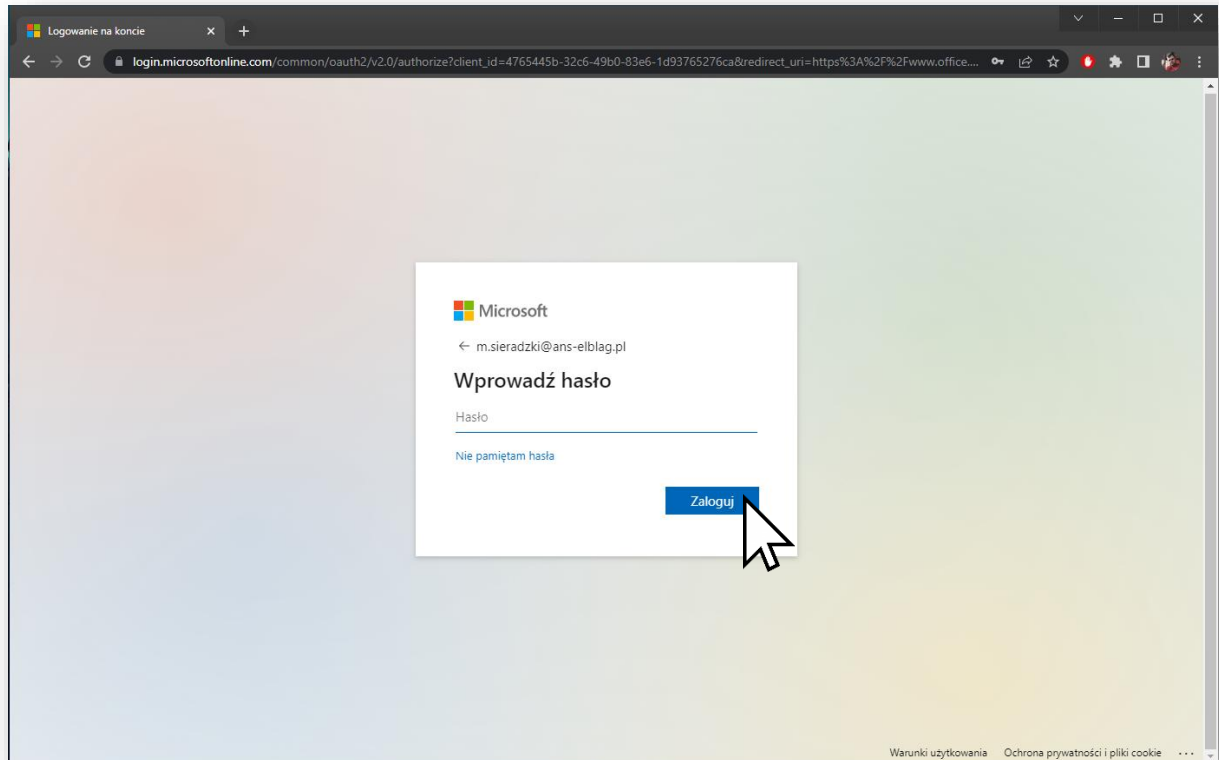 Logowanie na koncie
login.microsoftonline.com/common/oauth2/v2.0/authorize?client_id=4765445b-32c6-49b0-83e6-1d93765276ca&redirect_uri=https%3A%2F%2Fwww.office....
Microsoft
m.sieradzki@ans-elblag.pl
Wprowadź hasło
Hasło
Nie pamiętam hasła
Zaloguj
Warunki użytkowania Ochrona prywatności i pliki cookie ...